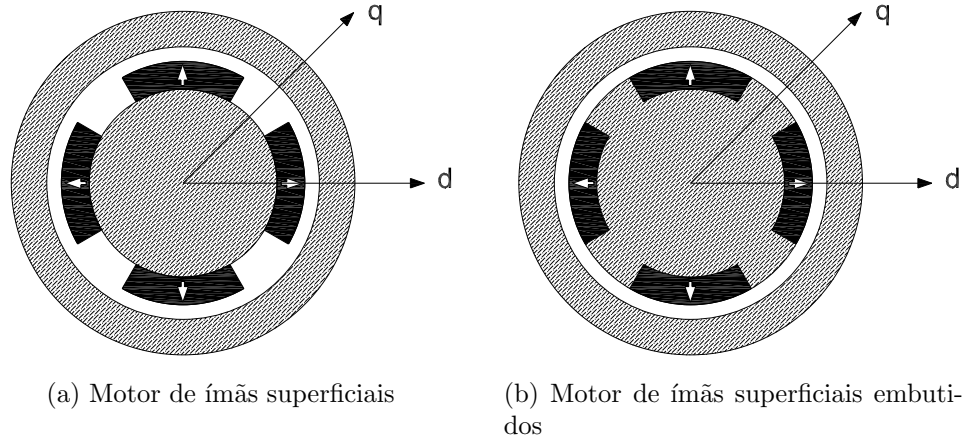 q
d
q
d
(a) Motor de ímãs superficiais
(b) Motor de ímãs superficiais embuti-
dos